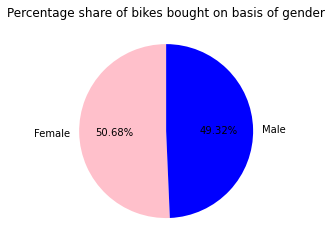 Percentage share of bikes bought on basis of gender
Female
50.68%
49.32%
Male